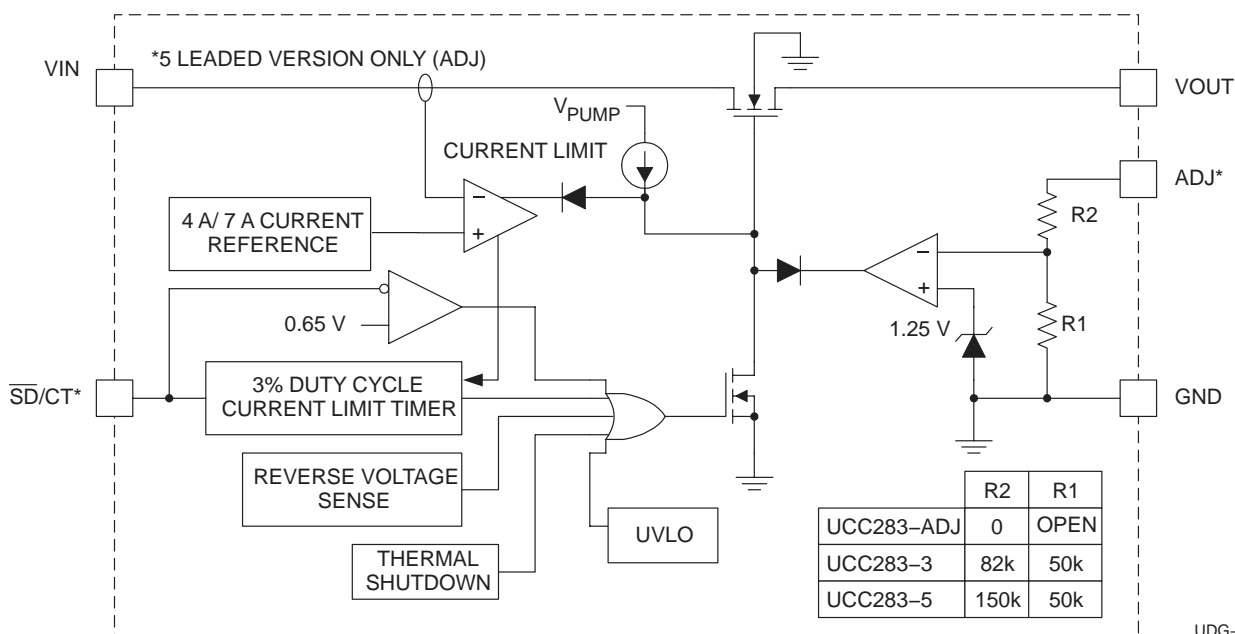 *5 LEADED VERSION ONLY (ADJ)
VIN
VOUT
VPUMP
CURRENT LIMIT
ADJ*
−
+
4 A/ 7 A CURRENT
REFERENCE
R2
−
+
0.65 V
1.25 V
R1
SD/CT*
3% DUTY CYCLE
CURRENT LIMIT TIMER
GND
REVERSE VOLTAGE
SENSE
UVLO
THERMAL
SHUTDOWN
R2 R1
UCC283−ADJ 0 OPEN
UCC283−3 82k 50k
UCC283−5 150k 50k
UDG-